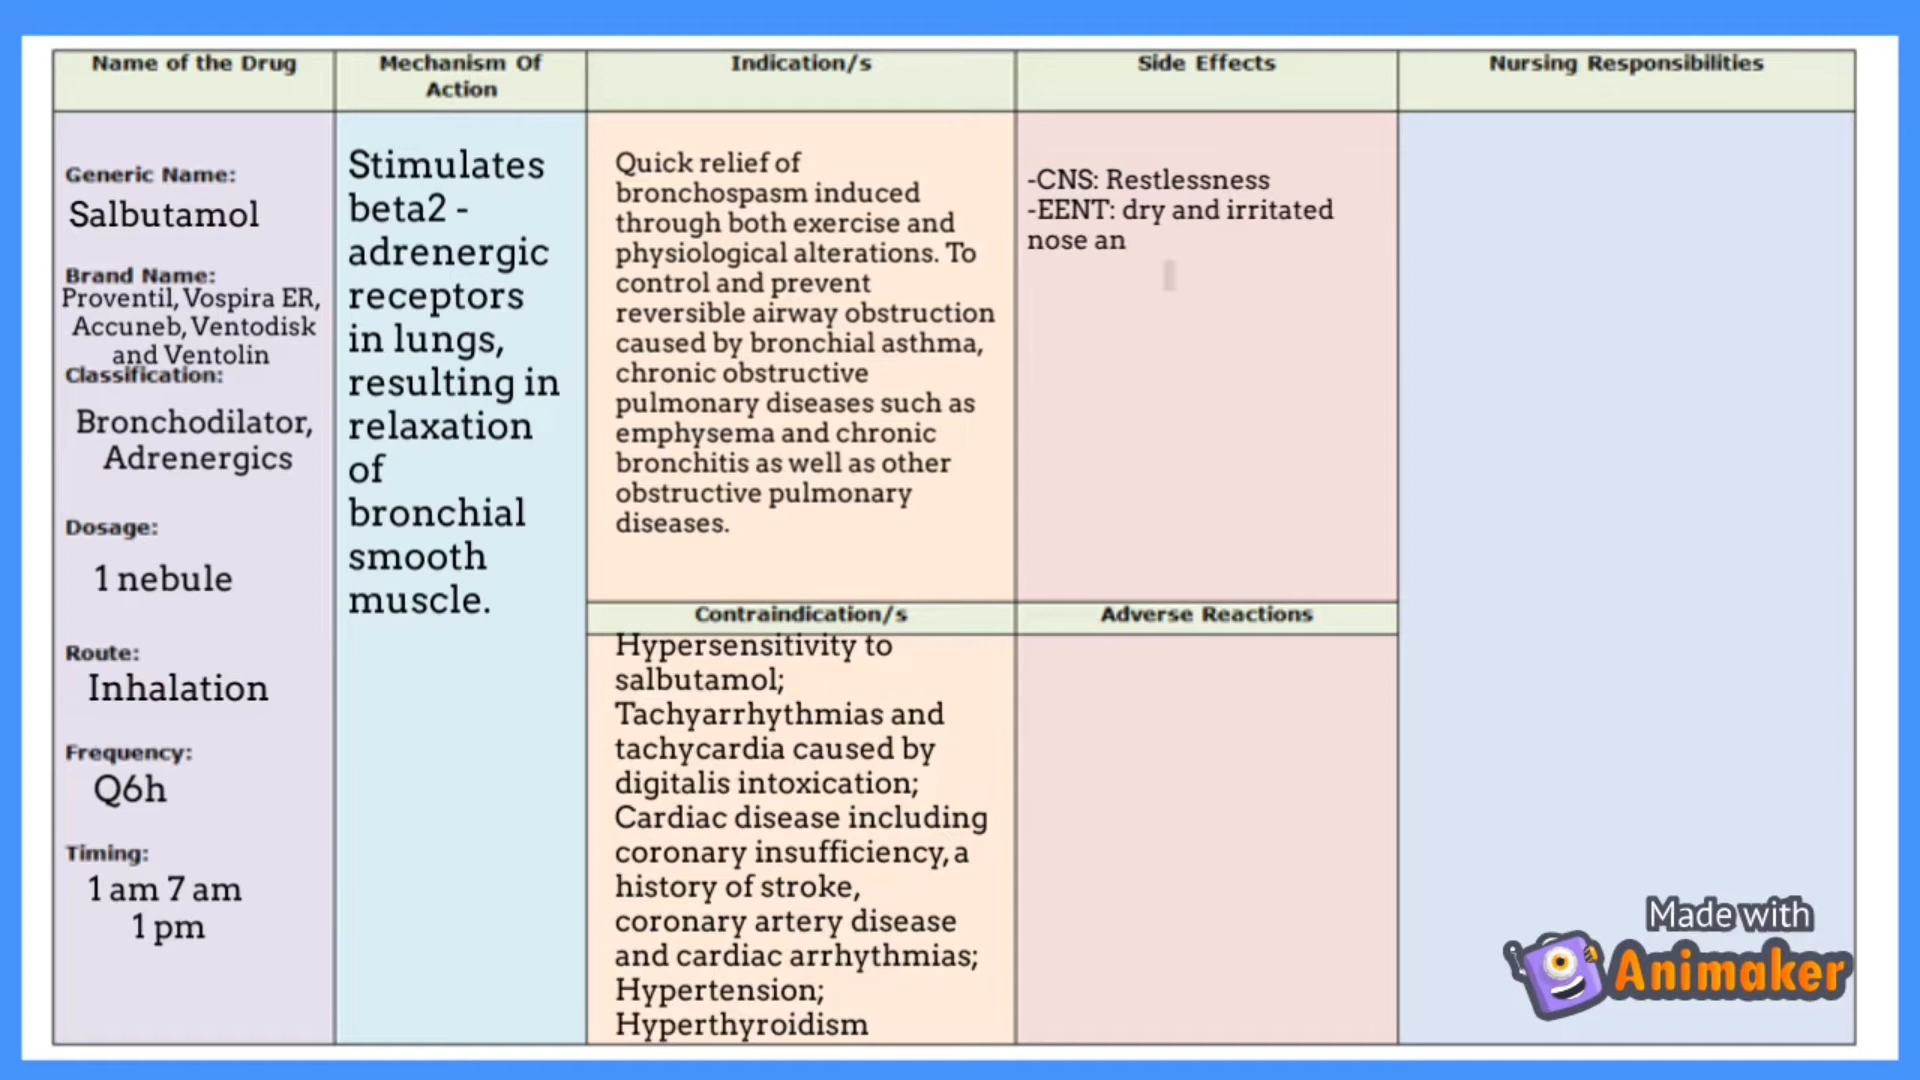 Name of the Drug
Mechanism Of
Action
Indication/s
Side Effects
Nursing Responsibilities
Generic Name:
Salbutamol
Brand Name:
Proventil, Vospira ER,
Accuneb, Ventodisk
and Ventolin
Classification:
Bronchodilator,
Adrenergics
Dosage:
1 nebule
Route:
Inhalation
Frequency:
Q6h
Timing:
1 am 7 am
1 pm
Stimulates
beta2 -
adrenergic
receptors
in lungs,
resulting in
relaxation
of
bronchial
smooth
muscle.
Quick relief of
bronchospasm induced
through both exercise and
physiological alterations. To
control and prevent
reversible airway obstruction
caused by bronchial asthma,
chronic obstructive
pulmonary diseases such as
emphysema and chronic
bronchitis as well as other
obstructive pulmonary
diseases.
Contraindication/s
Hypersensitivity to
salbutamol;
Tachyarrhythmias and
tachycardia caused by
digitalis intoxication;
Cardiac disease including
coronary insufficiency, a
history of stroke,
coronary artery disease
and cardiac arrhythmias;
Hypertension;
Hyperthyroidism
-CNS: Restlessness
-EENT: dry and irritated
nose an
Adverse Reactions
Made with
Animaker